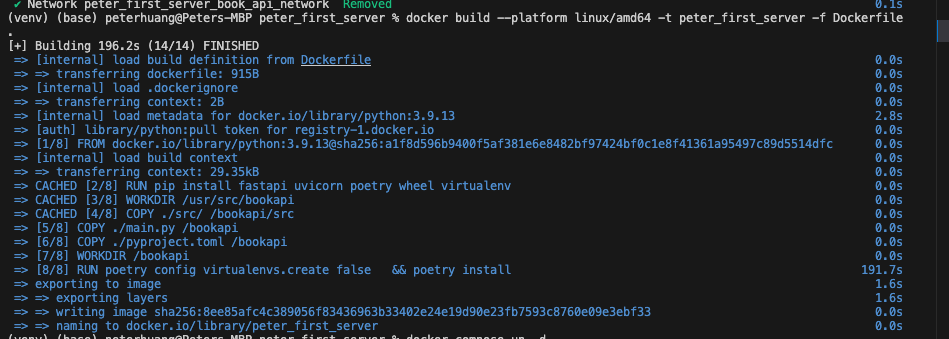 ✔ Network peter_first_server_book_api_network  Removed 0.1s
(venv) (base) peterhuang@Peters-MBP peter_first_server % docker build --platform linux/amd64 -t peter_first_server -f Dockerfile
.
[+] Building 196.2s (14/14) FINISHED
=> [internal] load build definition from Dockerfile 0.0s
=> => transferring dockerfile: 915B 0.0s
=> [internal] load .dockerignore 0.0s
=> => transferring context: 2B 0.0s
=> [internal] load metadata for docker.io/library/python:3.9.13 2.8s
=> [auth] library/python:pull token for registry-1.docker.io 0.0s
=> [1/8] FROM docker.io/library/python:3.9.13@sha256:a1f8d596b9400f5af381e6e8482bf97424bf0c1e8f41361a95497c89d5514dfc 0.0s
=> [internal] load build context 0.0s
=> => transferring context: 29.35kB 0.0s
=> CACHED [2/8] RUN pip install fastapi uvicorn poetry wheel virtualenv 0.0s
=> CACHED [3/8] WORKDIR /usr/src/bookapi 0.0s
=> CACHED [4/8] COPY ./src/ /bookapi/src 0.0s
=> [5/8] COPY ./main.py /bookapi 0.0s
=> [6/8] COPY ./pyproject.toml /bookapi 0.0s
=> [7/8] WORKDIR /bookapi 0.0s
=> [8/8] RUN poetry config virtualenvs.create false   && poetry install 191.7s
=> exporting to image 1.6s
=> => exporting layers 1.6s
=> => writing image sha256:8ee85afc4c389056f83436963b33402e24e19d90e23fb7593c8760e09e3ebf33 0.0s
=> => naming to docker.io/library/peter_first_server 0.0s
(venv) (base) peterhuang@Peters-MBP peter_first_server % docker compose up -d